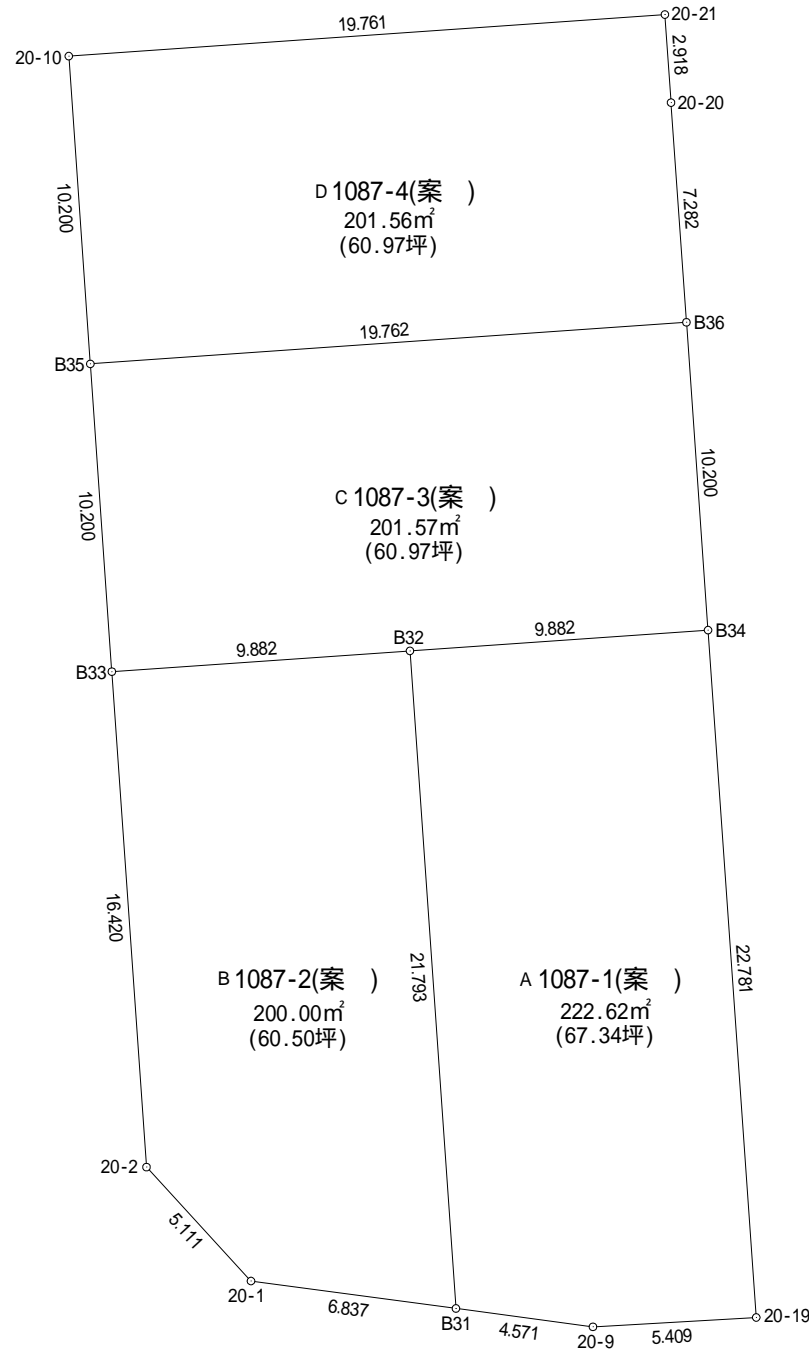 19.761
20-21
20-10
2.918
20-20
D 1087-4(案　)
201.56㎡
(60.97坪)
10.200
7.282
19.762
B36
B35
C 1087-3(案　)
201.57㎡
(60.97坪)
10.200
10.200
9.882
B32
9.882
B34
B33
16.420
21.793
22.781
B 1087-2(案　)
200.00㎡
(60.50坪)
A 1087-1(案　)
222.62㎡
(67.34坪)
20-2
5.111
20-1
6.837
B31
4.571
20-9
5.409
20-19